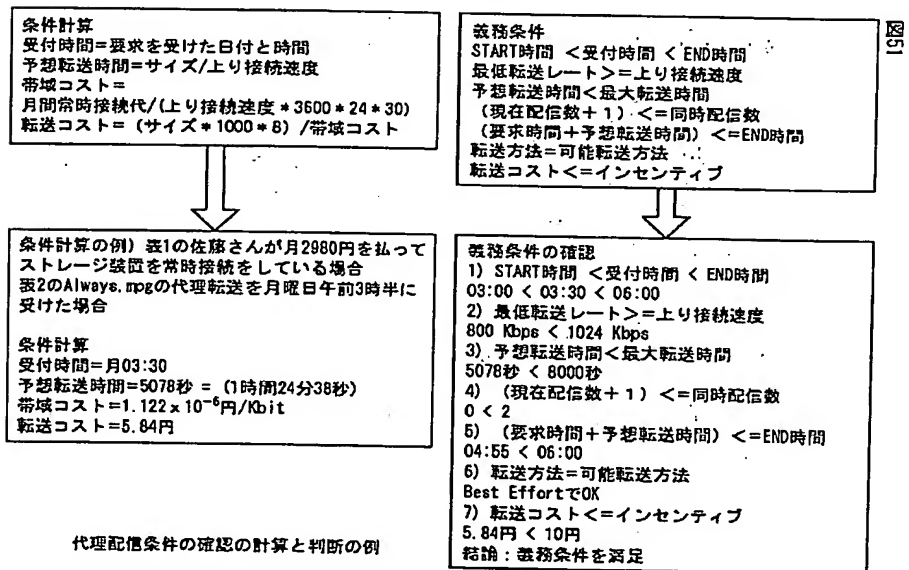 図51
条件計算
受付時間=要求を受けた日付と時間
予想転送時間=サイズ/上り接続速度
帯域コスト=
月間常時接続代/(上り接続速度*3600*24*30)
転送コスト=(サイズ*1000*8)/帯域コスト
義務条件
START時間 <受付時間 < END時間
最低転送レート>=上り接続速度
予想転送時間<最大転送時間
(現在配信数+1)<=同時配信数
(要求時間+予想転送時間)<=END時間
転送方法=可能転送方法
転送コスト<=インセンティブ
条件計算の例)表1の佐藤さんが月2980円を払って
ストレージ装置を常時接続をしている場合
表2のAlways.mpgの代理転送を月曜日午前3時半に
受けた場合
条件計算
受付時間=月03:30
予想転送時間=5078秒 =(1時間24分38秒)
帯域コスト=1.122x10⁻⁶円/Kbit
転送コスト=5.84円
義務条件の確認
1) START時間 <受付時間 < END時間
03:00 < 03:30 < 06:00
2) 最低転送レート>=上り接続速度
800 Kbps < 1024 Kbps
3) 予想転送時間<最大転送時間
5078秒 < 8000秒
4) (現在配信数+1)<=同時配信数
0 < 2
5) (要求時間+予想転送時間)<=END時間
04:55 < 06:00
6) 転送方法=可能転送方法
Best EffortでOK
7) 転送コスト<=インセンティブ
5.84円 < 10円
結論:義務条件を満足
代理配信条件の確認の計算と判断の例